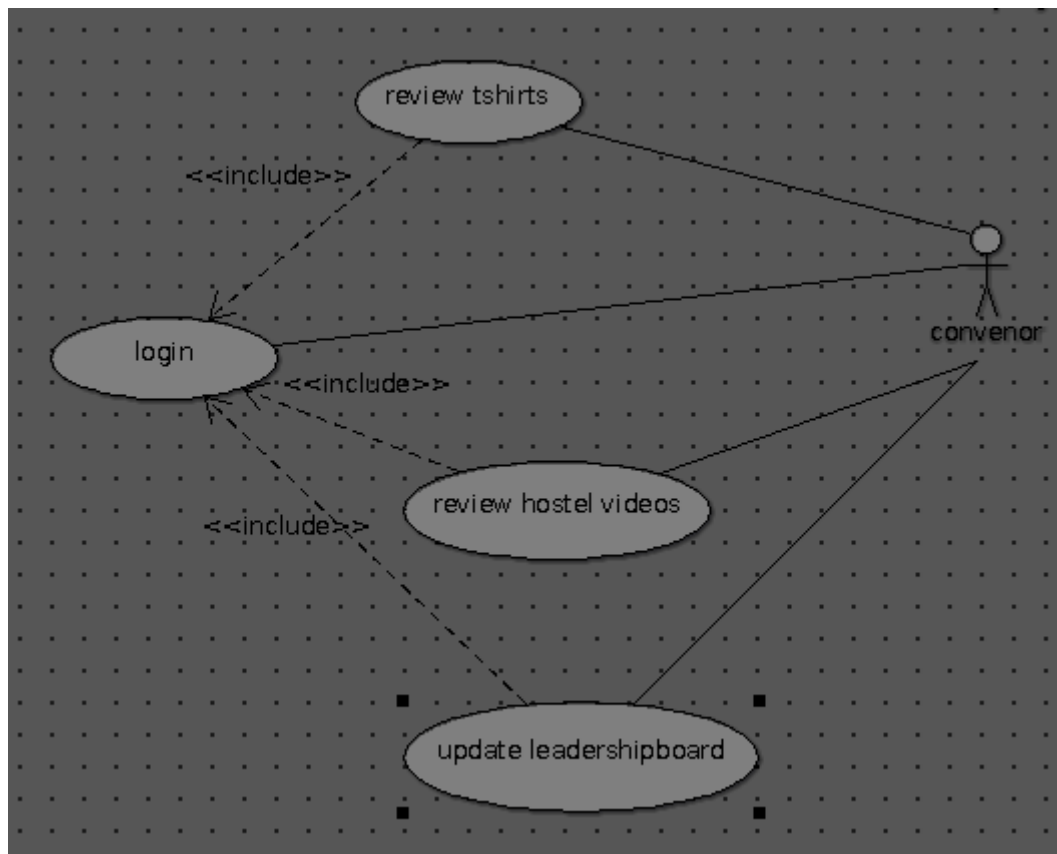 review tshirts
<<include>>
convenor
login
<<include>>
review hostel videos
<<include>>
update leadershipboard